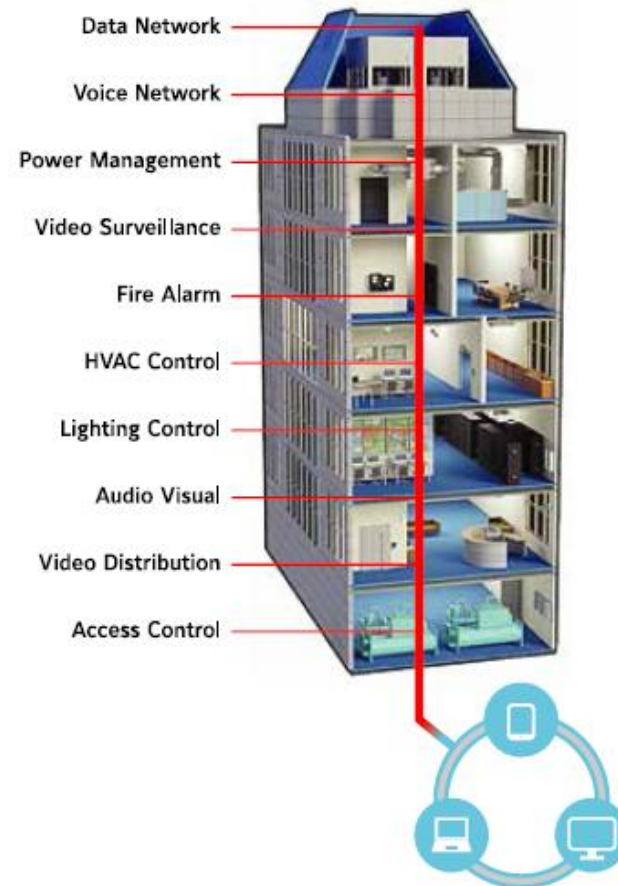 Data Network
Voice Network
Power Management
Video Surveillance
Fire Alarm
HVAC Control
Lighting Control
Audio Visual
Video Distribution
Access Control